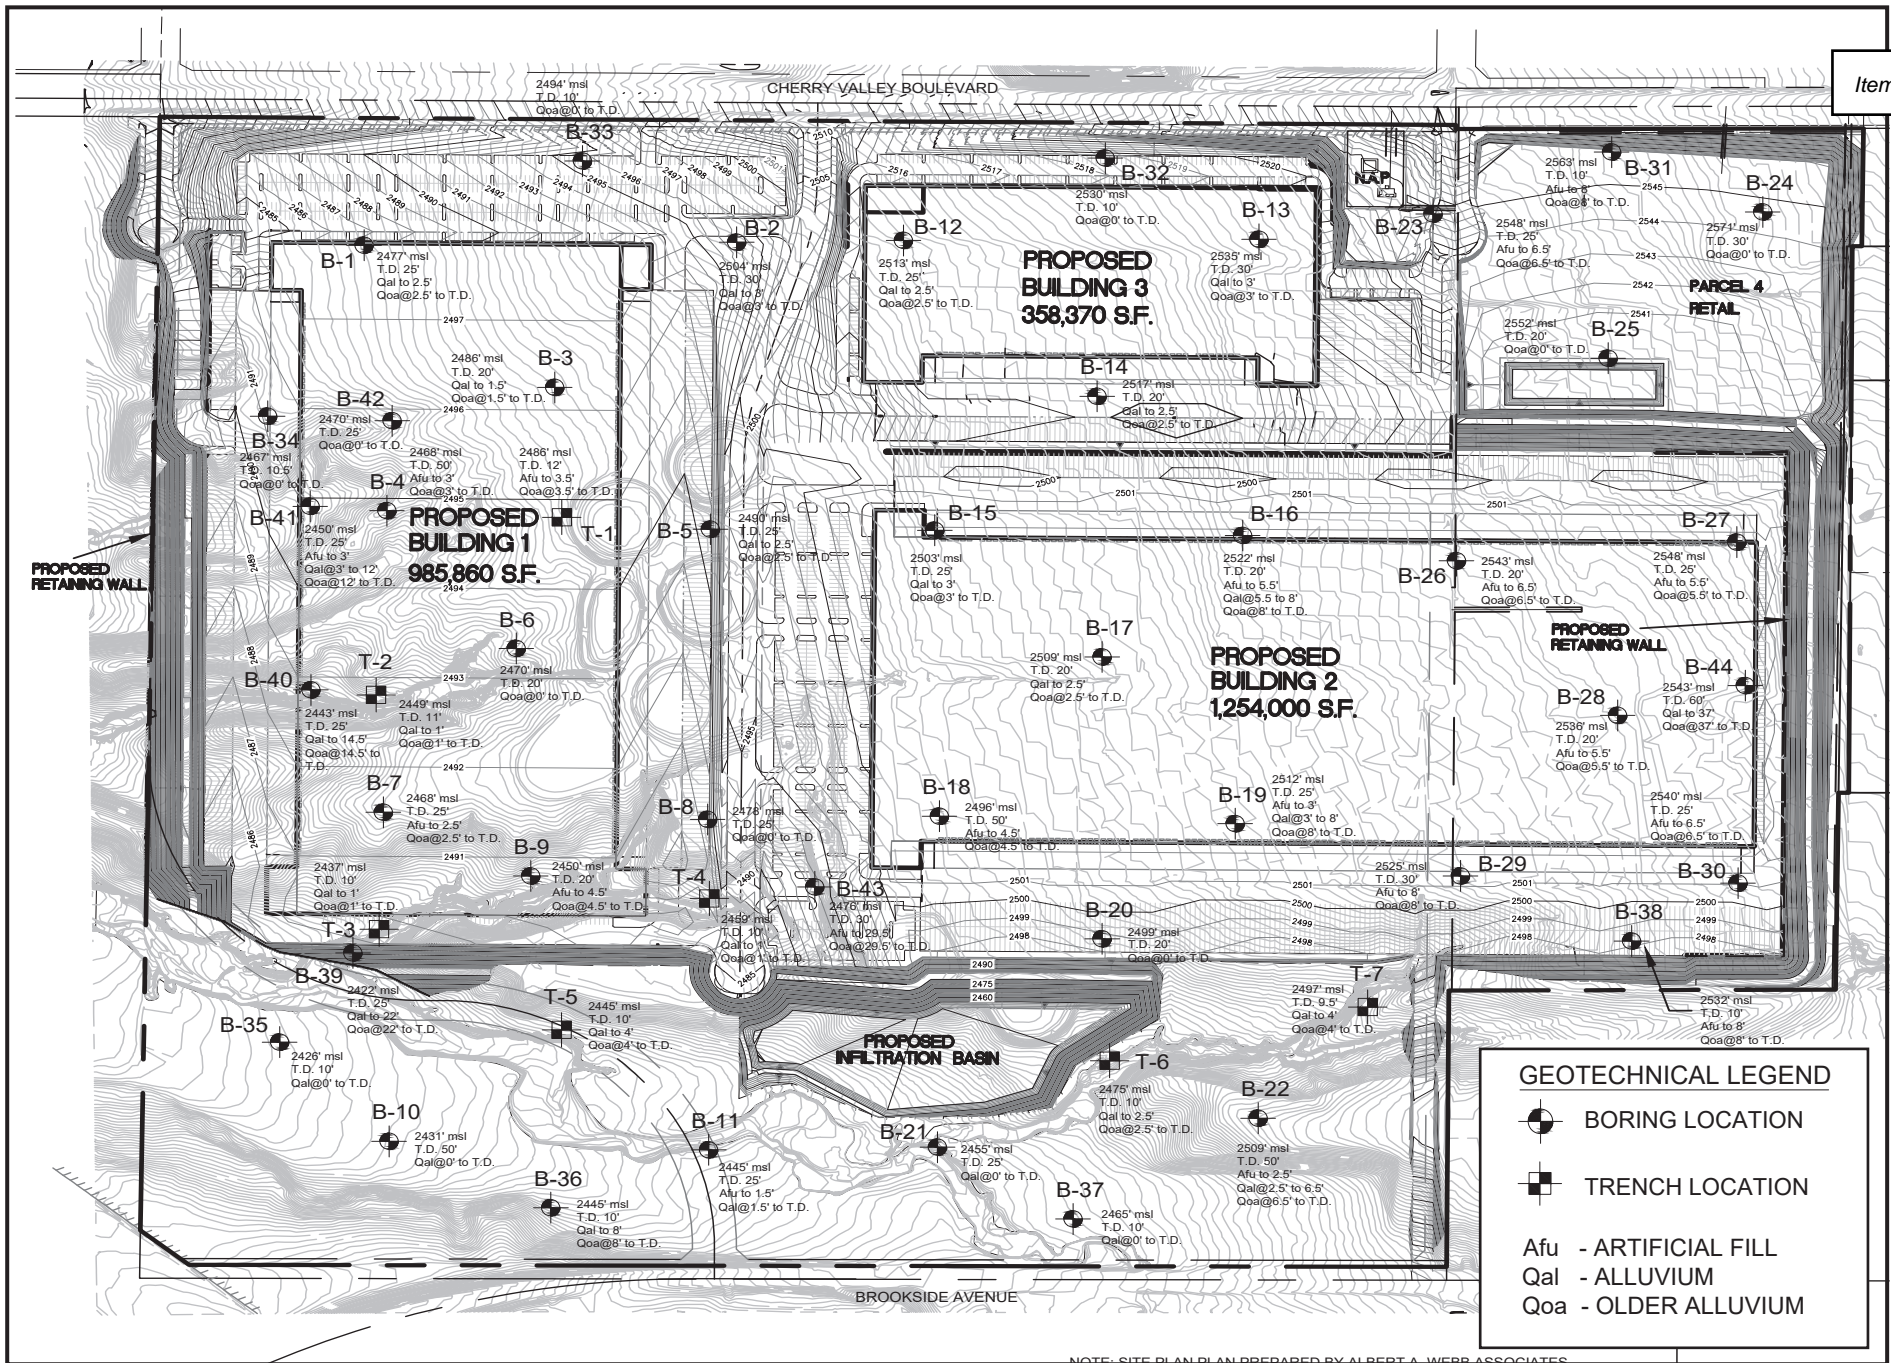 Item
CHERRY VALLEY BOULEVARD
2494' msl
T.D. 10'
Qoa@0' to T.D.
B-33
B-32
2530' msl
T.D. 10'
Qoa@0' to T.D.
N.A.P
B-31
2563' msl
T.D. 10'
Afu to 8'
Qoa@8' to T.D.
B-24
2571' msl
T.D. 30'
Qoa@0' to T.D.
B-23
2548' msl
T.D. 25'
Afu to 6.5'
Qoa@6.5' to T.D.
B-1
2477' msl
T.D. 25'
Qal to 2.5'
Qoa@2.5' to T.D.
B-2
2504' msl
T.D. 30'
Qal to 3'
Qoa@3' to T.D.
B-12
2513' msl
T.D. 25'
Qal to 2.5'
Qoa@2.5' to T.D.
B-13
2535' msl
T.D. 30'
Qal to 3'
Qoa@3' to T.D.
PROPOSED
BUILDING 3
358,370 S.F.
PARCEL 4
RETAIL
B-25
2552' msl
T.D. 20'
Qoa@0' to T.D.
B-3
2486' msl
T.D. 20'
Qal to 1.5'
Qoa@1.5' to T.D.
B-14
2517' msl
T.D. 20'
Qal to 2.5'
Qoa@2.5' to T.D.
B-42
2470' msl
T.D. 25'
Qoa@0' to T.D.
B-34
2467' msl
T.D. 10.5'
Qoa@0' to T.D.
B-4
2468' msl
T.D. 50'
Afu to 3'
Qoa@3' to T.D.
T-1
2486' msl
T.D. 12'
Afu to 3.5'
Qoa@3.5' to T.D.
B-41
2450' msl
T.D. 25'
Afu to 3'
Qal@3' to 12'
Qoa@12' to T.D.
PROPOSED
BUILDING 1
985,860 S.F.
PROPOSED
RETAINING WALL
B-5
2490' msl
T.D. 25'
Qal to 2.5'
Qoa@2.5' to T.D.
B-15
2503' msl
T.D. 25'
Qal to 3'
Qoa@3' to T.D.
B-16
2522' msl
T.D. 20'
Afu to 5.5'
Qal@5.5 to 8'
Qoa@8' to T.D.
B-26
2543' msl
T.D. 20'
Afu to 6.5'
Qoa@6.5' to T.D.
B-27
2548' msl
T.D. 25'
Afu to 5.5'
Qoa@5.5' to T.D.
PROPOSED
RETAINING WALL
B-6
2470' msl
T.D. 20'
Qoa@0' to T.D.
T-2
2449' msl
T.D. 11'
Qal to 1'
Qoa@1' to T.D.
B-40
2443' msl
T.D. 25'
Qal to 14.5'
Qoa@14.5' to
T.D.
B-17
2509' msl
T.D. 20'
Qal to 2.5'
Qoa@2.5' to T.D.
PROPOSED
BUILDING 2
1,254,000 S.F.
B-28
2536' msl
T.D. 20'
Afu to 5.5'
Qoa@5.5' to T.D.
B-44
2543' msl
T.D. 60'
Qal to 37'
Qoa@37' to T.D.
B-7
2468' msl
T.D. 25'
Afu to 2.5'
Qoa@2.5' to T.D.
B-8
2478' msl
T.D. 25'
Qoa@0' to T.D.
B-18
2496' msl
T.D. 50'
Afu to 4.5'
Qoa@4.5' to T.D.
B-19
2512' msl
T.D. 25'
Afu to 3'
Qal@3' to 8'
Qoa@8' to T.D.
B-29
2525' msl
T.D. 30'
Afu to 8'
Qoa@8' to T.D.
B-30
2540' msl
T.D. 25'
Afu to 6.5'
Qoa@6.5' to T.D.
B-9
2450' msl
T.D. 20'
Afu to 4.5'
Qoa@4.5' to T.D.
T-3
2437' msl
T.D. 10'
Qal to 1'
Qoa@1' to T.D.
T-4
2459' msl
T.D. 10'
Qal to 1'
Qoa@1' to T.D.
B-43
2476' msl
T.D. 30'
Afu to 29.5'
Qoa@29.5' to T.D.
B-20
2499' msl
T.D. 20'
Qoa@0' to T.D.
B-38
2532' msl
T.D. 10'
Afu to 8'
Qoa@8' to T.D.
B-39
2422' msl
T.D. 25'
Qal to 22'
Qoa@22' to T.D.
T-5
2445' msl
T.D. 10'
Qal to 4'
Qoa@4' to T.D.
T-7
2497' msl
T.D. 9.5'
Qal to 4'
Qoa@4' to T.D.
B-35
2426' msl
T.D. 10'
Qal@0' to T.D.
PROPOSED
INFILTRATION BASIN
2490
2475
2460
T-6
2475' msl
T.D. 10'
Qal to 2.5'
Qoa@2.5' to T.D.
B-10
2431' msl
T.D. 50'
Qal@0' to T.D.
B-11
2445' msl
T.D. 25'
Afu to 1.5'
Qal@1.5' to T.D.
B-21
2455' msl
T.D. 25'
Qal@0' to T.D.
B-22
2509' msl
T.D. 50'
Afu to 2.5'
Qal@2.5' to 6.5'
Qoa@6.5' to T.D.
B-36
2445' msl
T.D. 10'
Qal to 8'
Qoa@8' to T.D.
B-37
2465' msl
T.D. 10'
Qal@0' to T.D.
BROOKSIDE AVENUE
GEOTECHNICAL LEGEND
BORING LOCATION
TRENCH LOCATION
Afu - ARTIFICIAL FILL
Qal - ALLUVIUM
Qoa - OLDER ALLUVIUM
NOTE: SITE PLAN PLAN PREPARED BY ALBERT A. WEBB ASSOCIATES